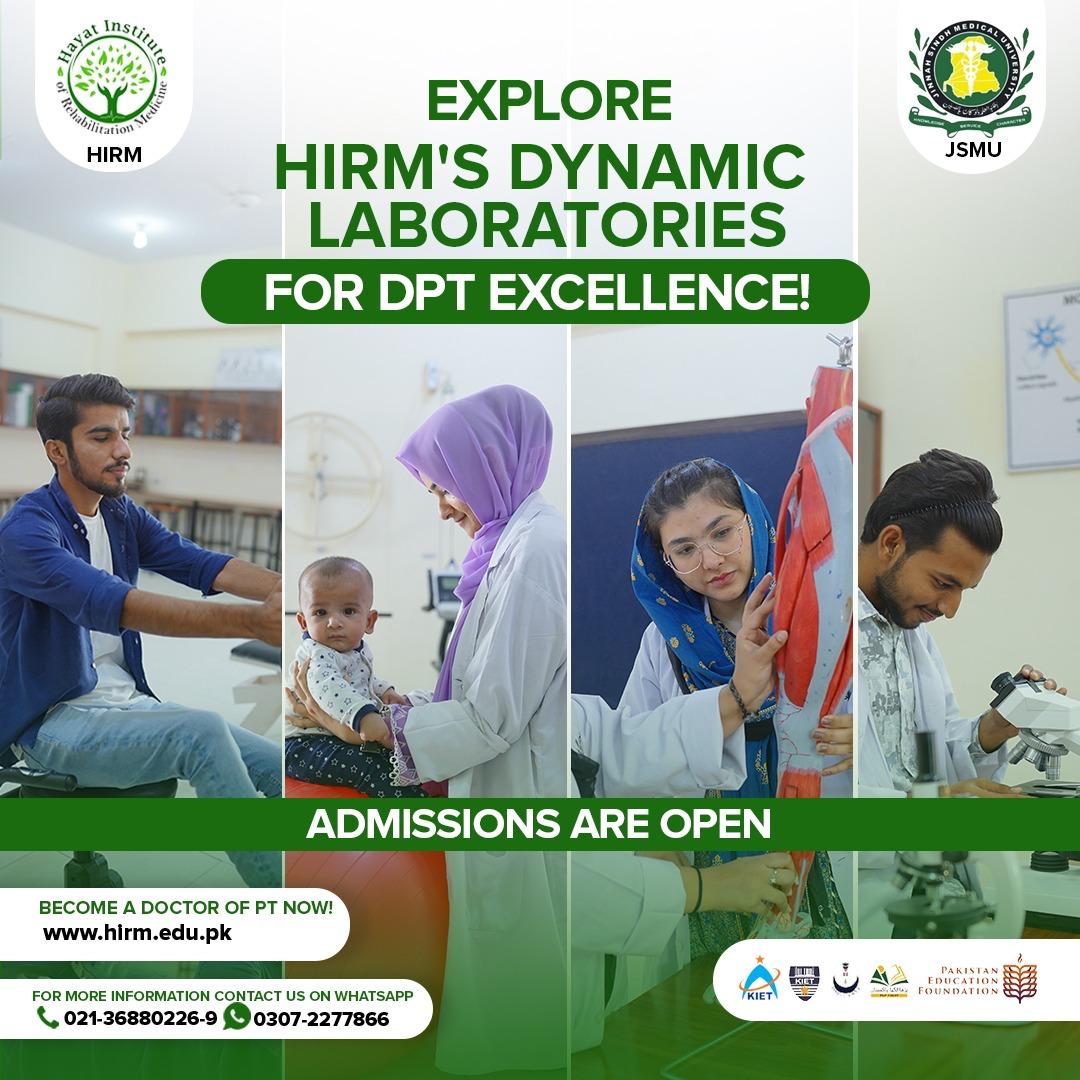 Hayat Institute
of Rehabilitation Medicine
HIRM
JINNAH SINDH MEDICAL UNIVERSITY
KNOWLEDGE SERVICE CHARACTER
JSMU
EXPLORE
HIRM'S DYNAMIC
LABORATORIES
FOR DPT EXCELLENCE!
ADMISSIONS ARE OPEN
BECOME A DOCTOR OF PT NOW!
www.hirm.edu.pk
FOR MORE INFORMATION CONTACT US ON WHATSAPP
021-36880226-9 0307-2277866
KIET
KIET
PAKISTAN
EDUCATION
FOUNDATION